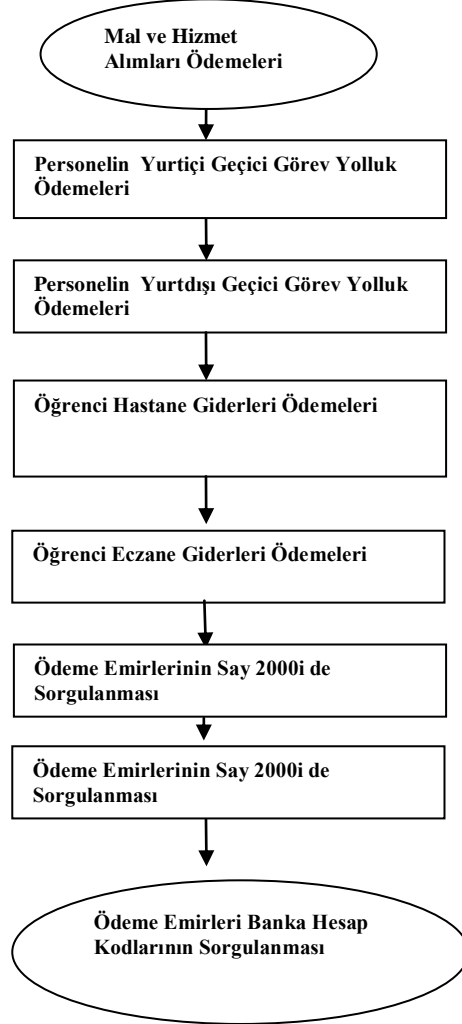 Mal ve Hizmet
Alımları Ödemeleri
Personelin Yurtiçi Geçici Görev Yolluk
Ödemeleri
Personelin Yurtdışı Geçici Görev Yolluk
Ödemeleri
Öğrenci Hastane Giderleri Ödemeleri
Öğrenci Eczane Giderleri Ödemeleri
Ödeme Emirlerinin Say 2000i de
Sorgulanması
Ödeme Emirlerinin Say 2000i de
Sorgulanması
Ödeme Emirleri Banka Hesap
Kodlarının Sorgulanması